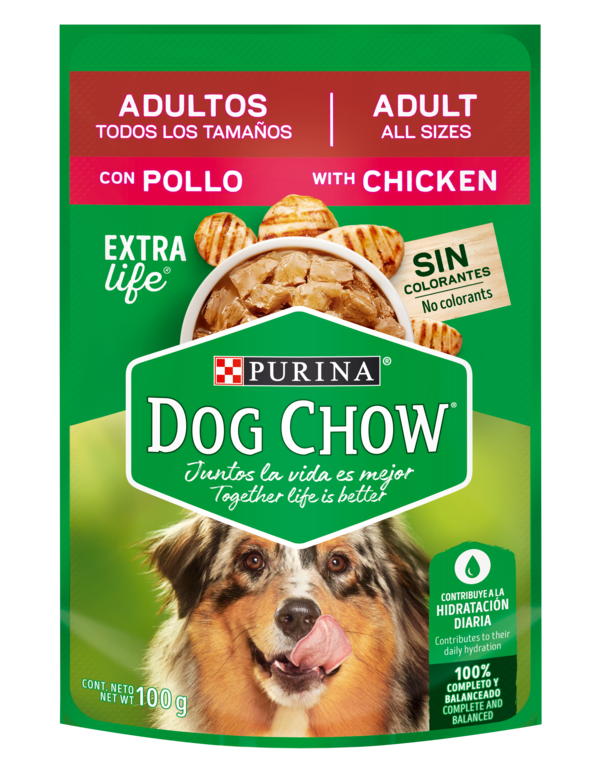 ADULTOS
TODOS LOS TAMAÑOS
ADULT
ALL SIZES
CON POLLO
WITH CHICKEN
EXTRA
life®
SIN
COLORANTES
No colorants
PURINA®
DOG CHOW®
Juntos la vida es mejor
Together life is better
CONTRIBUYE A LA
HIDRATACIÓN
DIARIA
Contributes to their
daily hydration
100%
COMPLETO Y
BALANCEADO
COMPLETE AND
BALANCED
CONT. NETO
NET WT. 100 g